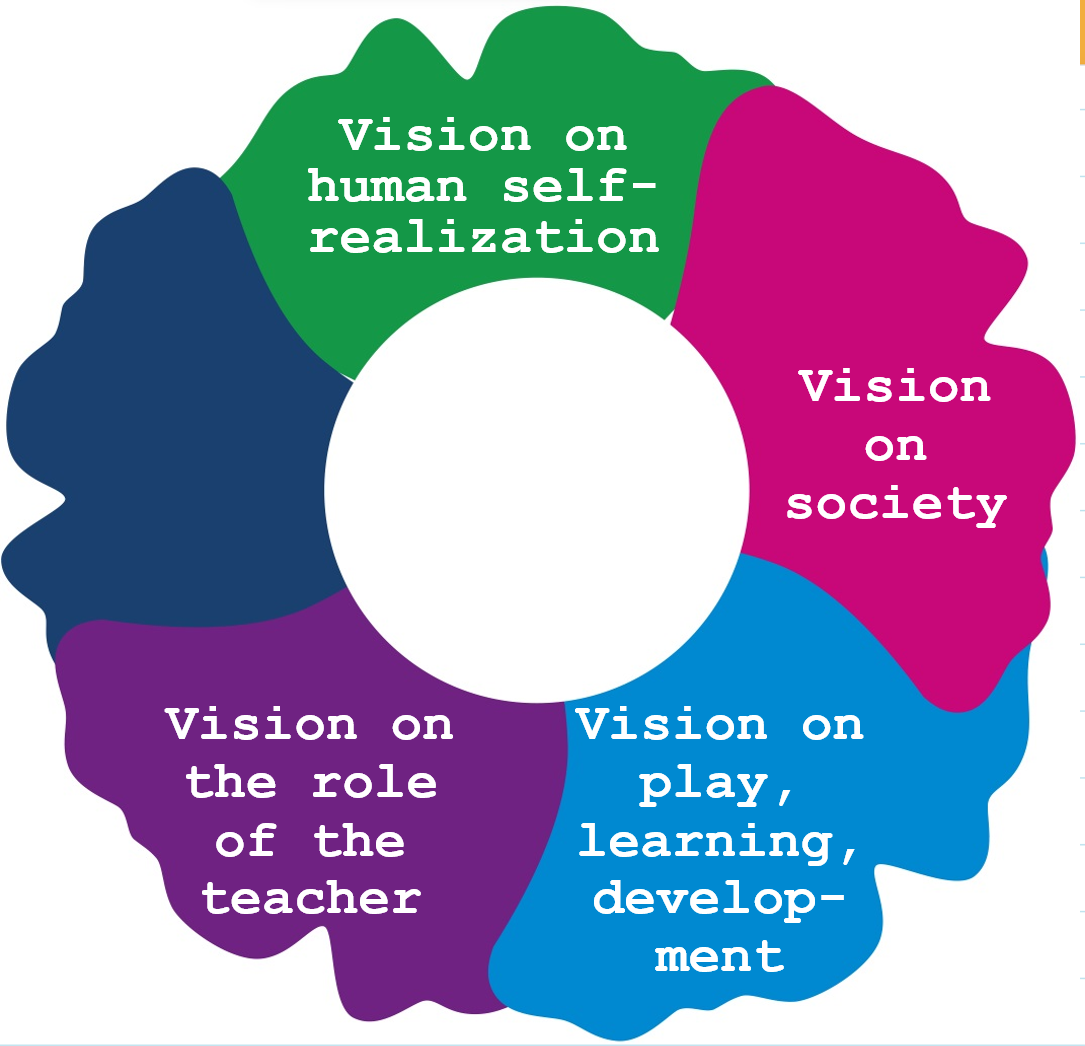 Vision on
human self-
realization
Vision
on
society
Vision on
play,
learning,
develop-
ment
Vision on
the role
of the
teacher